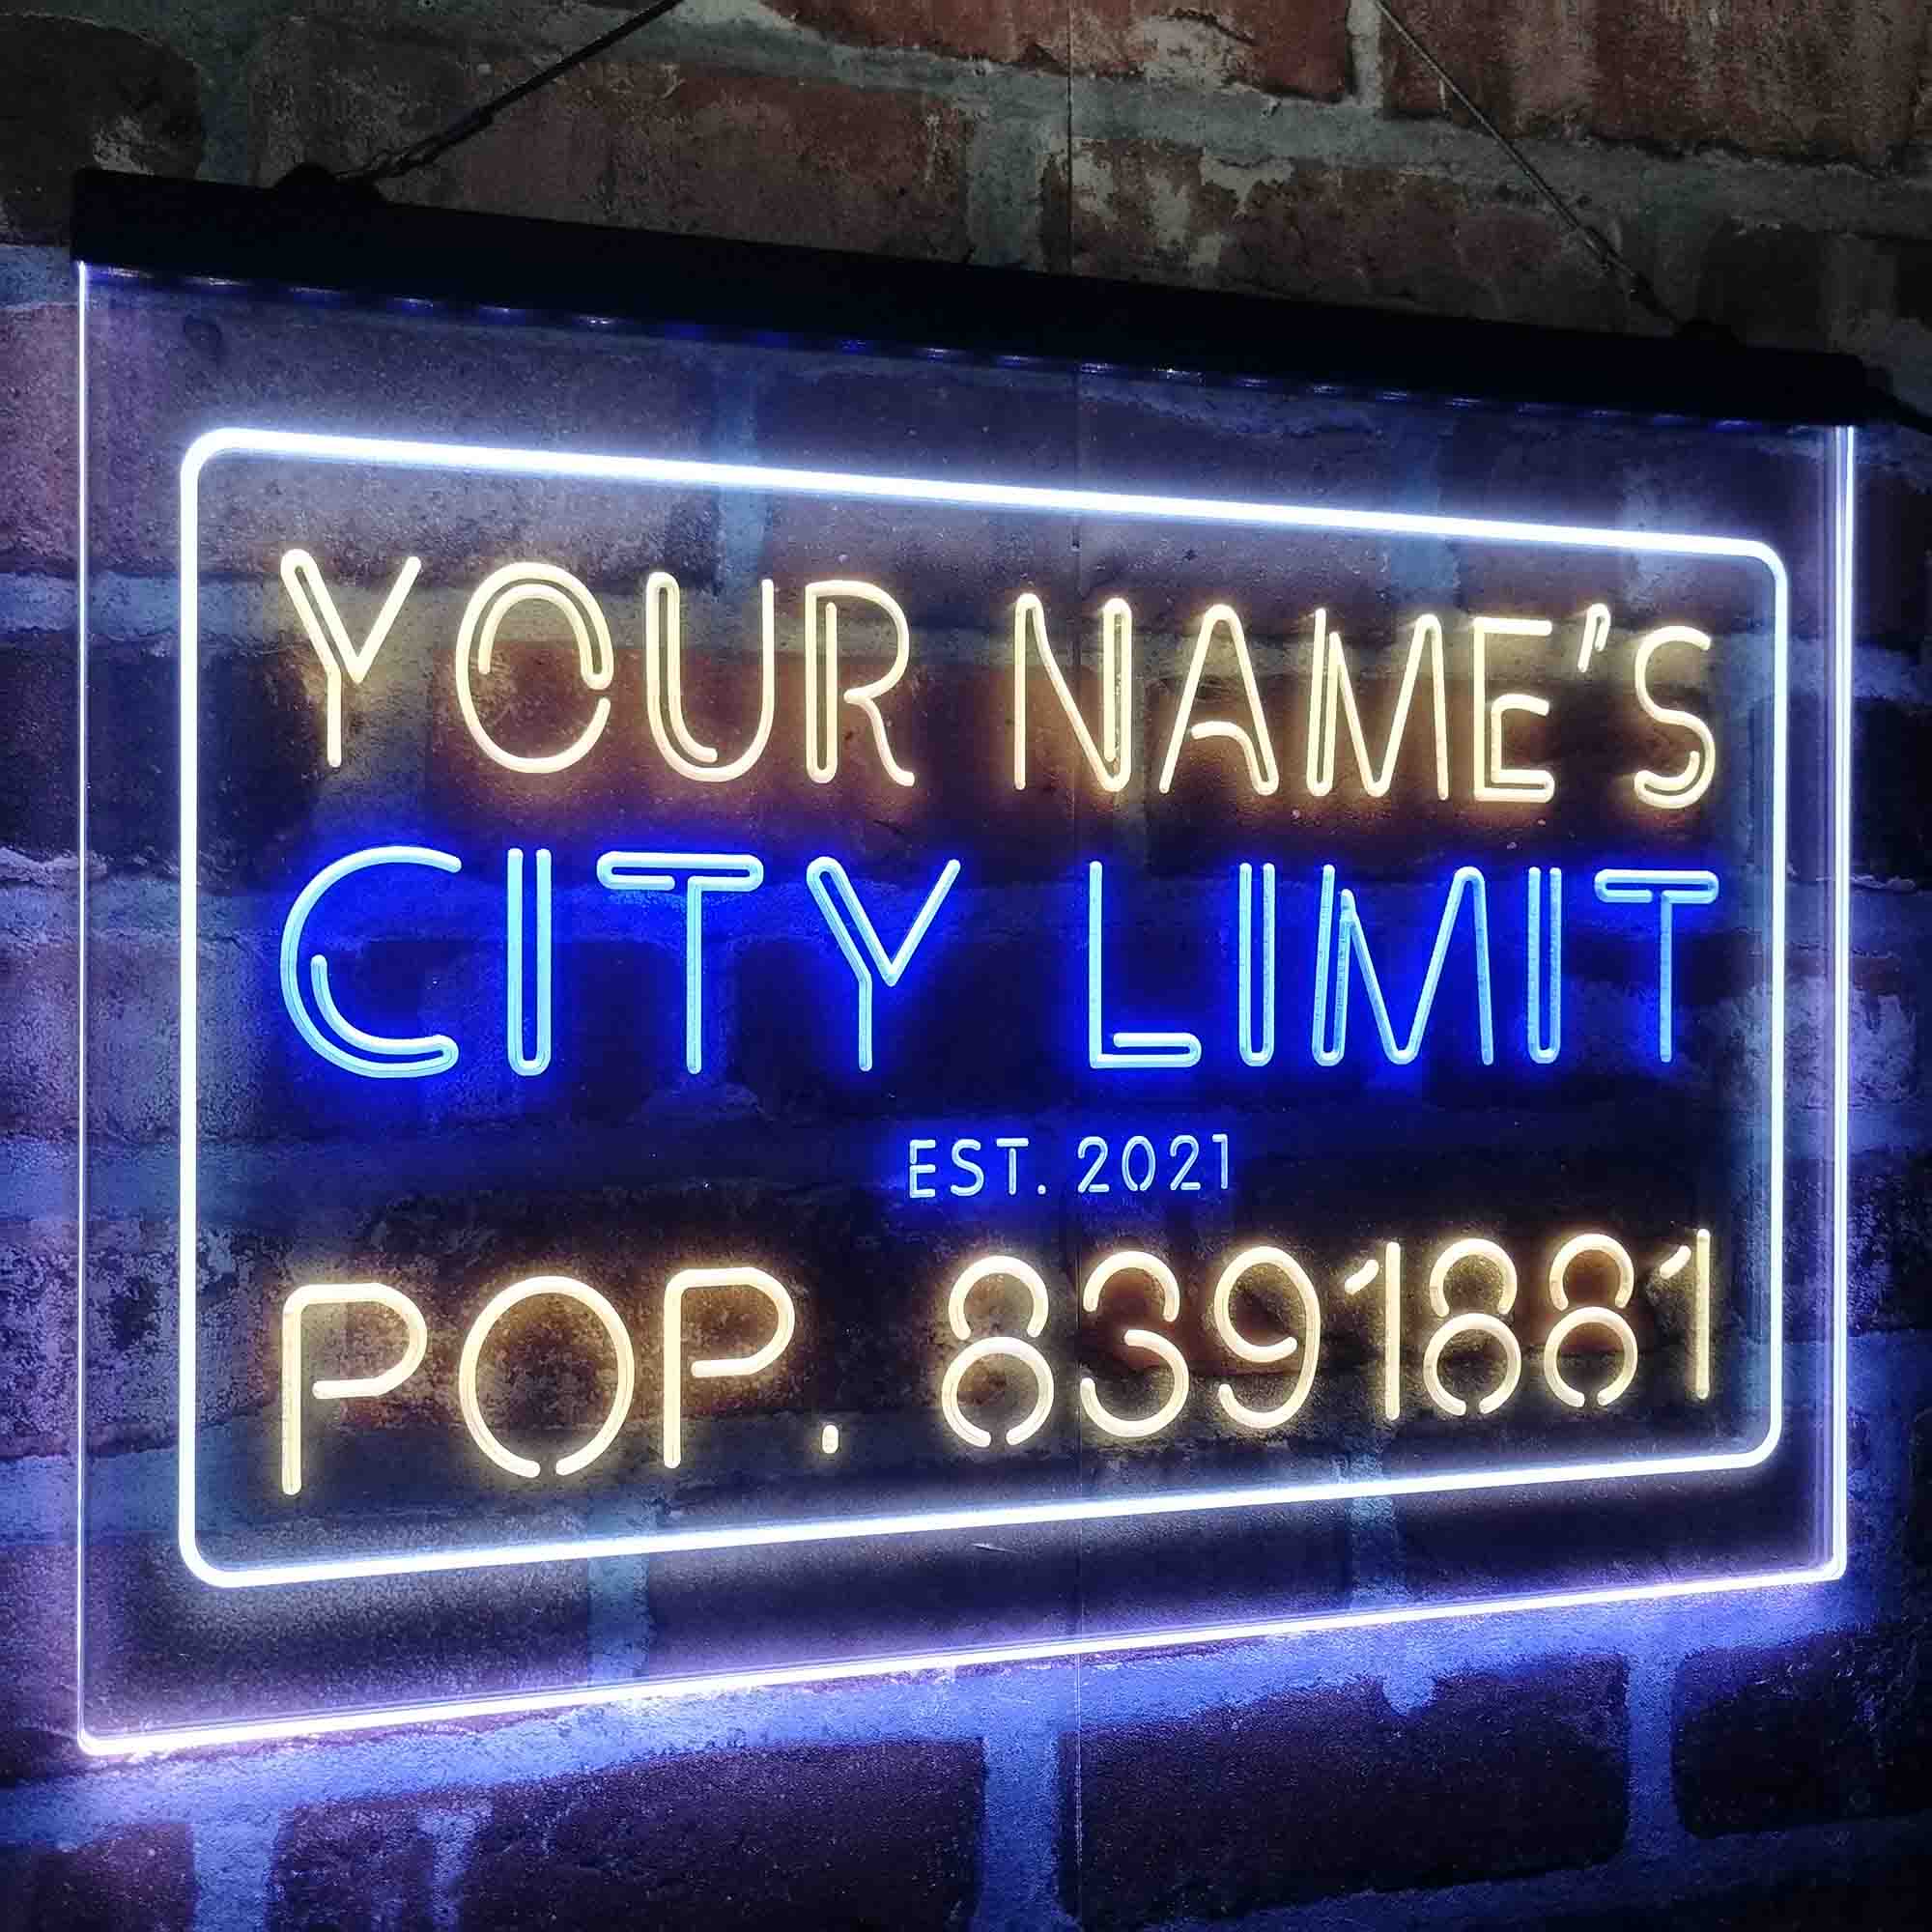 YOUR NAME'S
CITY LIMIT
EST. 2021
POP. 8391881